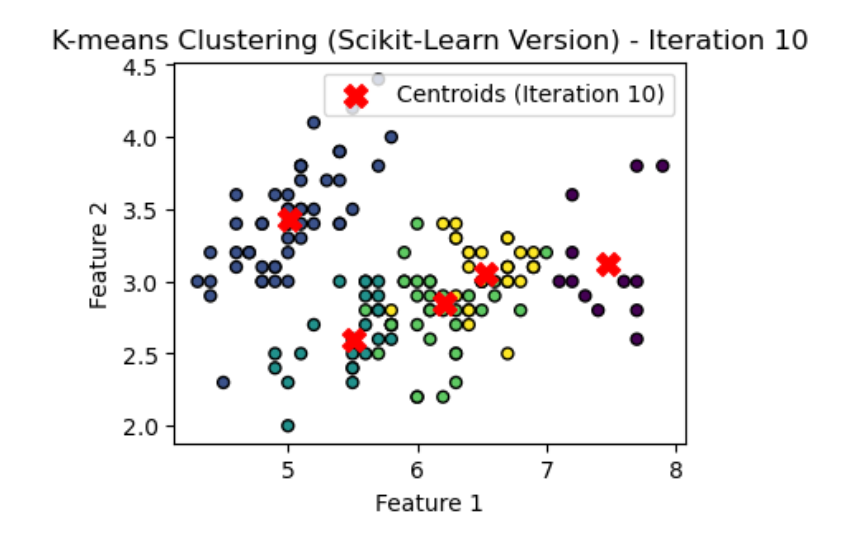 K-means Clustering (Scikit-Learn Version) - Iteration 10
Centroids (Iteration 10)
4.5
4.0
3.5
3.0
2.5
2.0
Feature 2
5 6 7 8
Feature 1